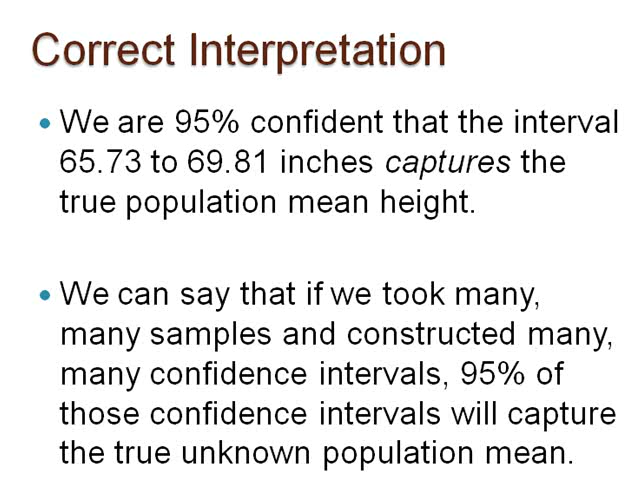 Correct Interpretation
• We are 95% confident that the interval
65.73 to 69.81 inches captures the
true population mean height.
• We can say that if we took many,
many samples and constructed many,
many confidence intervals, 95% of
those confidence intervals will capture
the true unknown population mean.